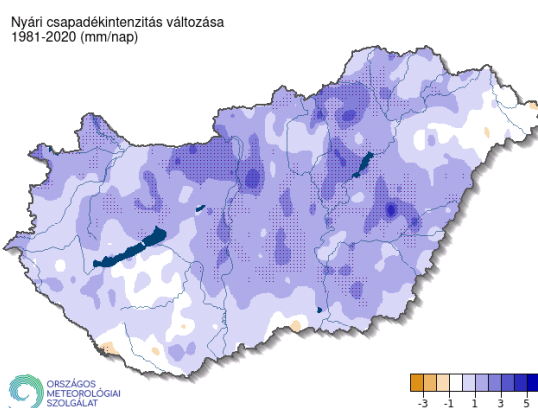 Nyári csapadékintenzitás változása
1981-2020 (mm/nap)
ORSZÁGOS
METEOROLÓGIAI
SZOLGÁLAT
-3 -1 1 3 5